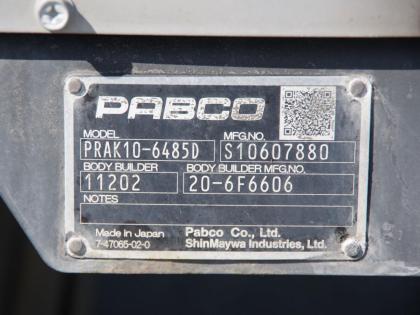 PABCO
MODEL MFG.NO.
PRAK10-6485D S10607880
BODY BUILDER BODY BUILDER MFG.NO.
11202 20-6F6606
NOTES
Made in Japan Pabco Co., Ltd.
7-47065-02-0 ShinMaywa Industries, Ltd.